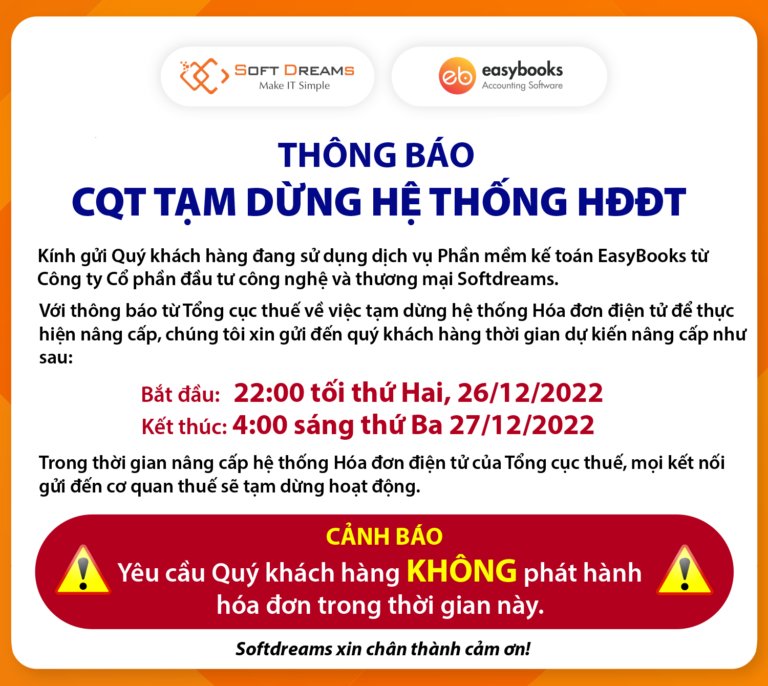 SOFT DREAMS
Make IT Simple
eb easybooks
Accounting Software
THÔNG BÁO
CQT TẠM DỪNG HỆ THỐNG HĐĐT
Kính gửi Quý khách hàng đang sử dụng dịch vụ Phần mềm kế toán EasyBooks từ
Công ty Cổ phần đầu tư công nghệ và thương mại Softdreams.
Với thông báo từ Tổng cục thuế về việc tạm dừng hệ thống Hóa đơn điện tử để thực
hiện nâng cấp, chúng tôi xin gửi đến quý khách hàng thời gian dự kiến nâng cấp như
sau:
Bắt đầu: 22:00 tối thứ Hai, 26/12/2022
Kết thúc: 4:00 sáng thứ Ba 27/12/2022
Trong thời gian nâng cấp hệ thống Hóa đơn điện tử của Tổng cục thuế, mọi kết nối
gửi đến cơ quan thuế sẽ tạm dừng hoạt động.
CẢNH BÁO
Yêu cầu Quý khách hàng KHÔNG phát hành
hóa đơn trong thời gian này.
Softdreams xin chân thành cảm ơn!